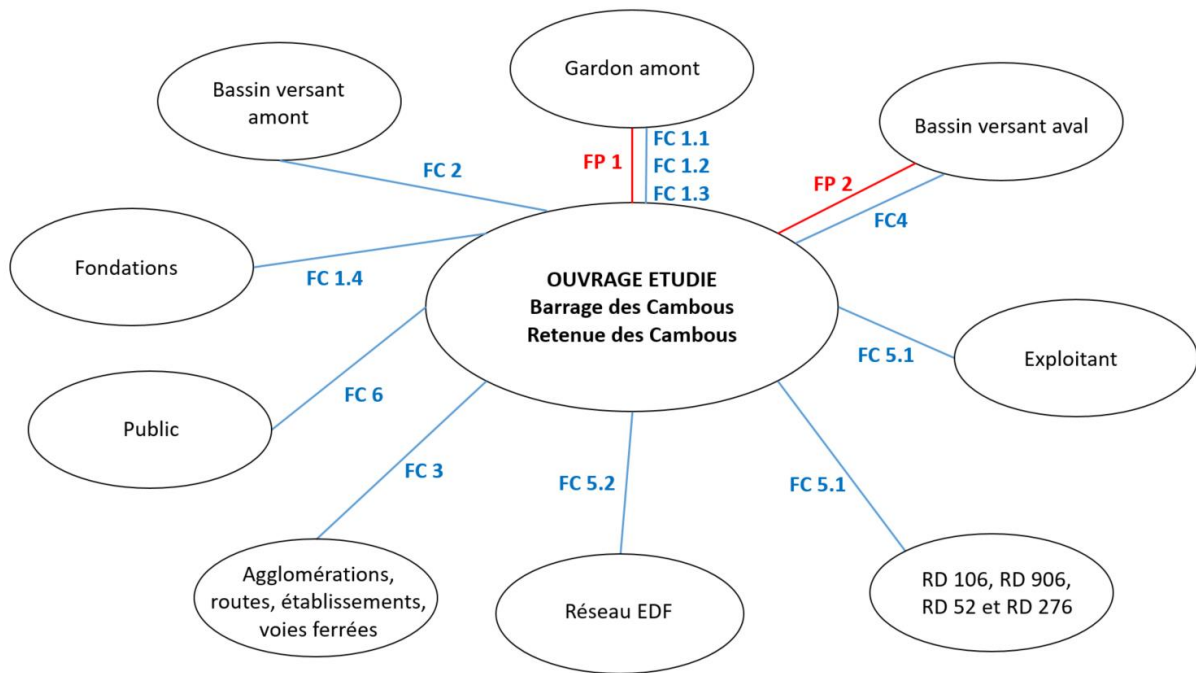 Gardon amont
Bassin versant
amont
Bassin versant aval
FC 1.1
FP 1
FC 1.2
FC 1.3
FC 2
FP 2
FC4
Fondations
FC 1.4
OUVRAGE ETUDIE
Barrage des Cambous
Retenue des Cambous
FC 5.1
Exploitant
FC 6
Public
FC 3
FC 5.2
FC 5.1
Agglomérations,
routes, établissements,
voies ferrées
Réseau EDF
RD 106, RD 906,
RD 52 et RD 276